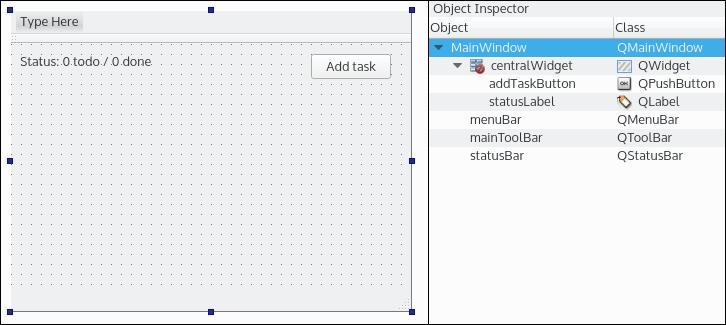 Type Here
Status: 0 todo / 0 done
Add task
Object Inspector
Object Class
MainWindow QMainWindow
centralWidget QWidget
addTaskButton OK QPushButton
statusLabel QLabel
menuBar QMenuBar
mainToolBar QToolBar
statusBar QStatusBar